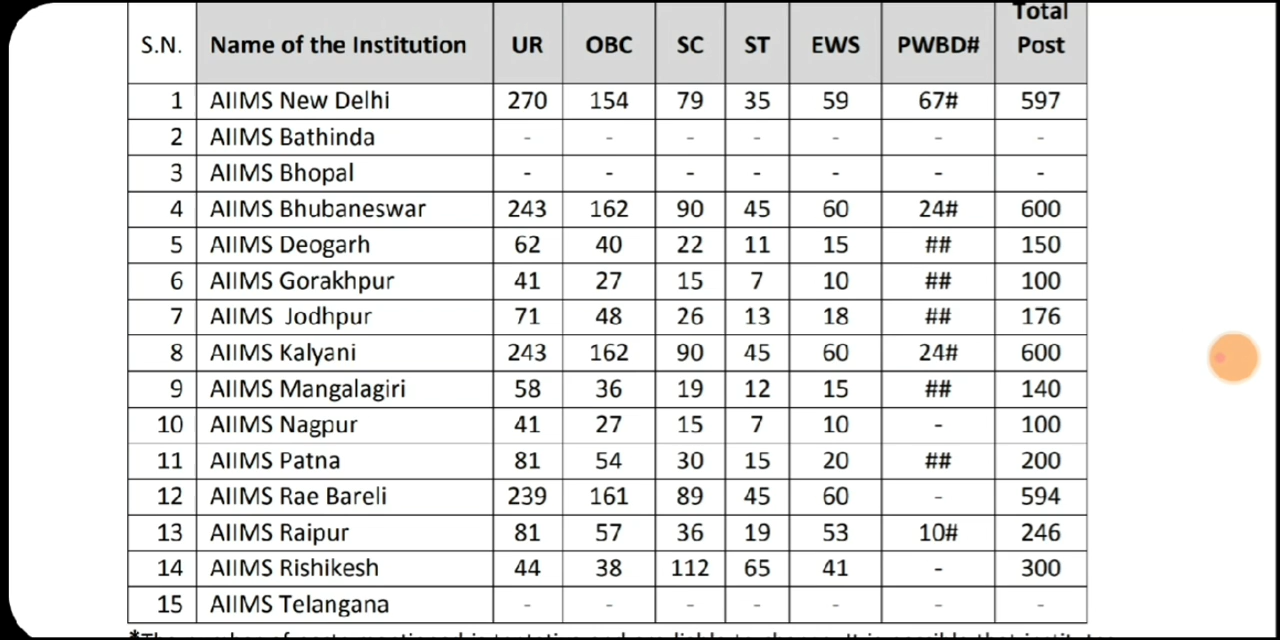 S.N. Name of the Institution UR OBC SC ST EWS PWBD# Total Post
1 AIIMS New Delhi 270 154 79 35 59 67# 597
2 AIIMS Bathinda - - - - - - -
3 AIIMS Bhopal - - - - - - -
4 AIIMS Bhubaneswar 243 162 90 45 60 24# 600
5 AIIMS Deogarh 62 40 22 11 15 ## 150
6 AIIMS Gorakhpur 41 27 15 7 10 ## 100
7 AIIMS Jodhpur 71 48 26 13 18 ## 176
8 AIIMS Kalyani 243 162 90 45 60 24# 600
9 AIIMS Mangalagiri 58 36 19 12 15 ## 140
10 AIIMS Nagpur 41 27 15 7 10 - 100
11 AIIMS Patna 81 54 30 15 20 ## 200
12 AIIMS Rae Bareli 239 161 89 45 60 - 594
13 AIIMS Raipur 81 57 36 19 53 10# 246
14 AIIMS Rishikesh 44 38 112 65 41 - 300
15 AIIMS Telangana - - - - - - -